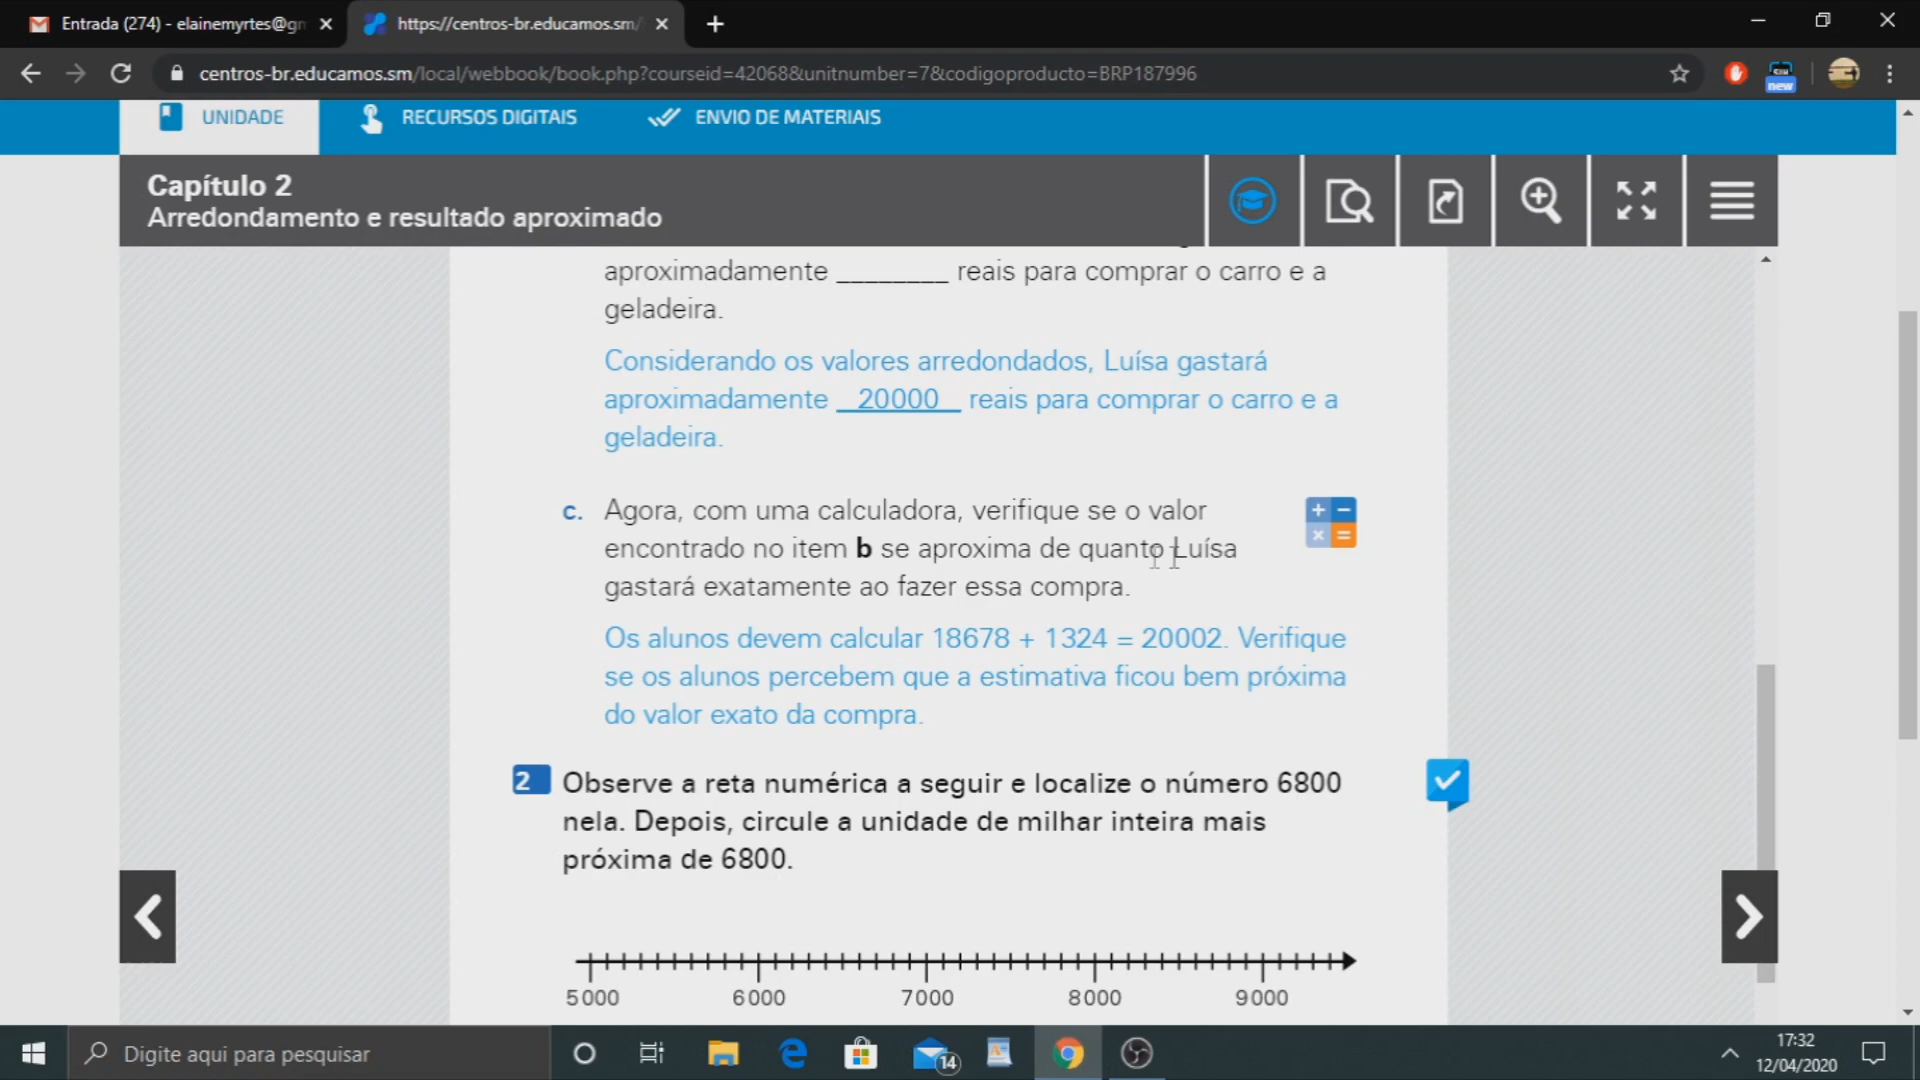 Entrada (274) - elainemyrtes@gm
https://centros-br.educamos.sm/
centros-br.educamos.sm/local/webbook/book.php?courseid=42068&unitnumber=7&codigoproducto=BRP187996
new
UNIDADE
RECURSOS DIGITAIS
ENVIO DE MATERIAIS
Capítulo 2
Arredondamento e resultado aproximado
aproximadamente ________ reais para comprar o carro e a
geladeira.
Considerando os valores arredondados, Luísa gastará
aproximadamente _20000_ reais para comprar o carro e a
geladeira.
c. Agora, com uma calculadora, verifique se o valor
encontrado no item b se aproxima de quanto Luísa
gastará exatamente ao fazer essa compra.
Os alunos devem calcular 18678 + 1324 = 20002. Verifique
se os alunos percebem que a estimativa ficou bem próxima
do valor exato da compra.
2 Observe a reta numérica a seguir e localize o número 6800
nela. Depois, circule a unidade de milhar inteira mais
próxima de 6800.
5000 6000 7000 8000 9000
Digite aqui para pesquisar
14
17:32
12/04/2020